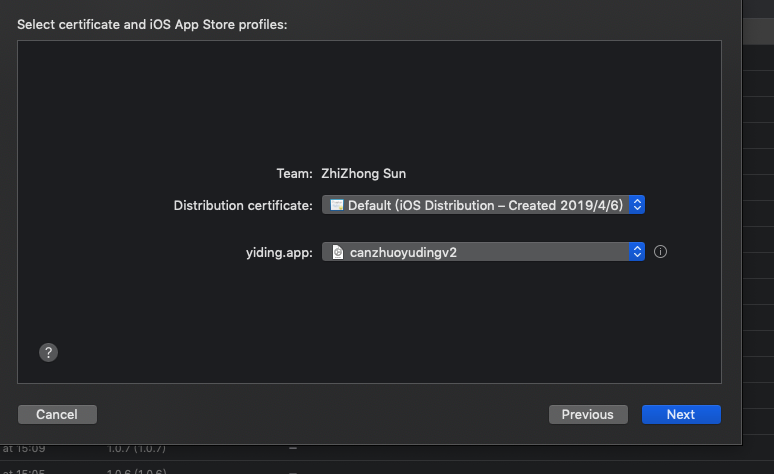 Select certificate and iOS App Store profiles:
Team: ZhiZhong Sun
Distribution certificate: Default (iOS Distribution – Created 2019/4/6)
yiding.app: canzhuoyudingv2
?
Cancel Previous Next
at 15:09 1.0.7 (1.0.7) --
at 15:05 1.0.6 (1.0.6) --